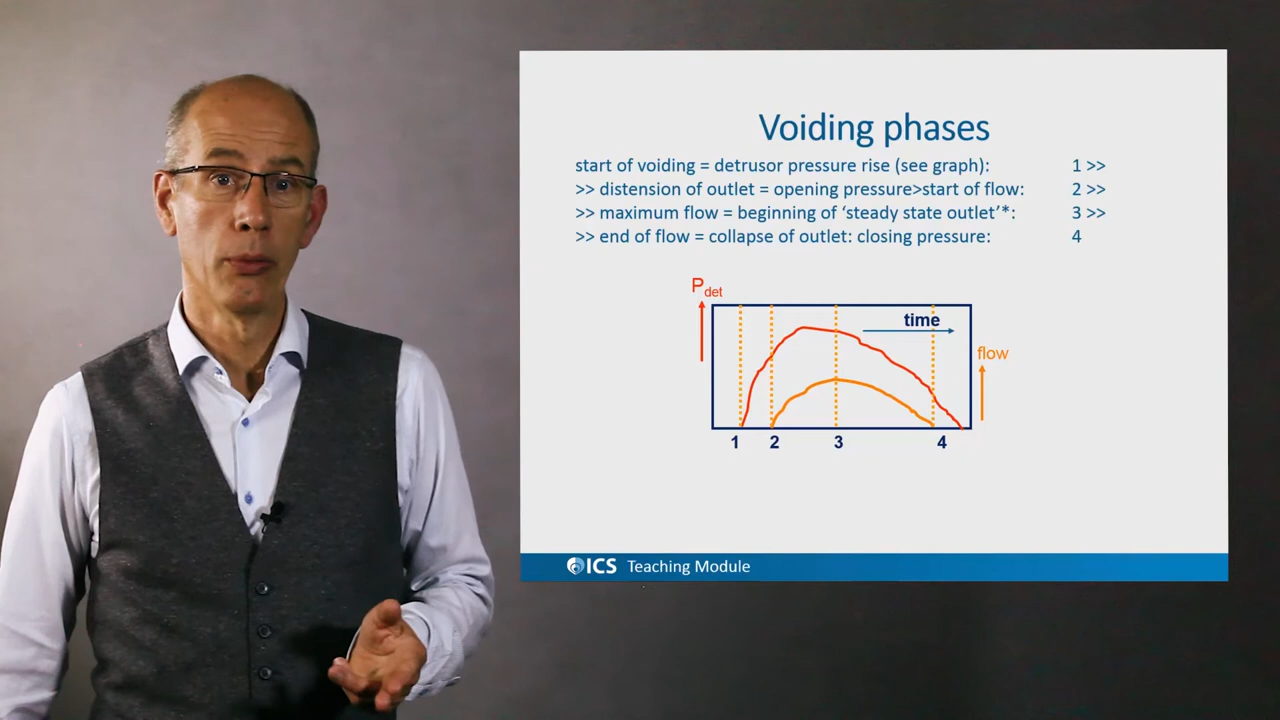 Voiding phases
start of voiding = detrusor pressure rise (see graph): 1 >>
>> distension of outlet = opening pressure>start of flow: 2 >>
>> maximum flow = beginning of ‘steady state outlet’*: 3 >>
>> end of flow = collapse of outlet: closing pressure: 4
Pdet
time
flow
1 2 3 4
ICS Teaching Module